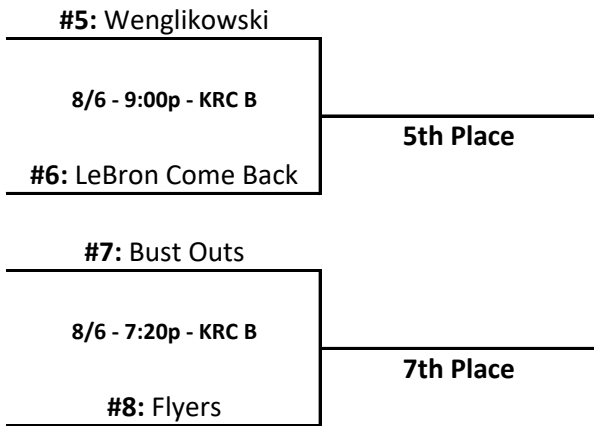 #5: Wenglikowski
8/6 - 9:00p - KRC B
5th Place
#6: LeBron Come Back
#7: Bust Outs
8/6 - 7:20p - KRC B
7th Place
#8: Flyers